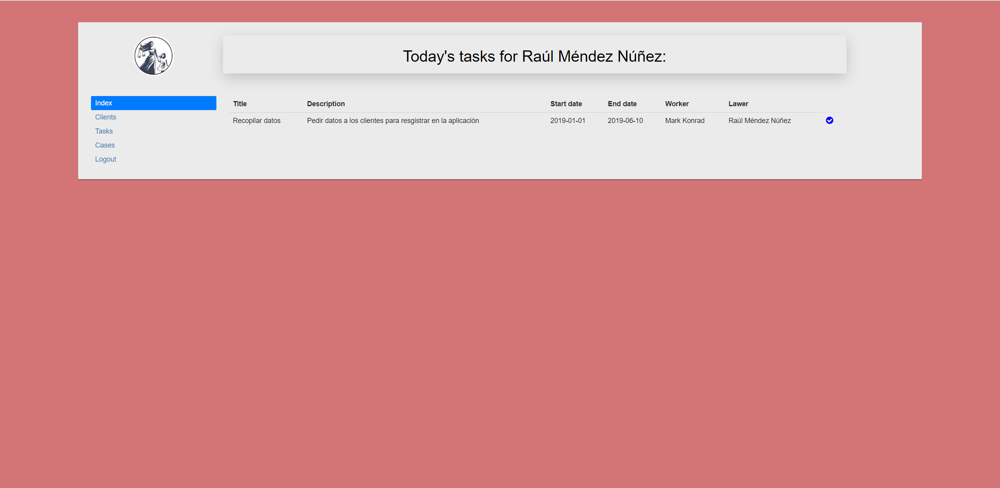 Today's tasks for Raúl Méndez Núñez:
Index
Clients
Tasks
Cases
Logout
Title Description Start date End date Worker Lawer
Recopilar datos Pedir datos a los clientes para resgistrar en la aplicación 2019-01-01 2019-06-10 Mark Konrad Raúl Méndez Núñez